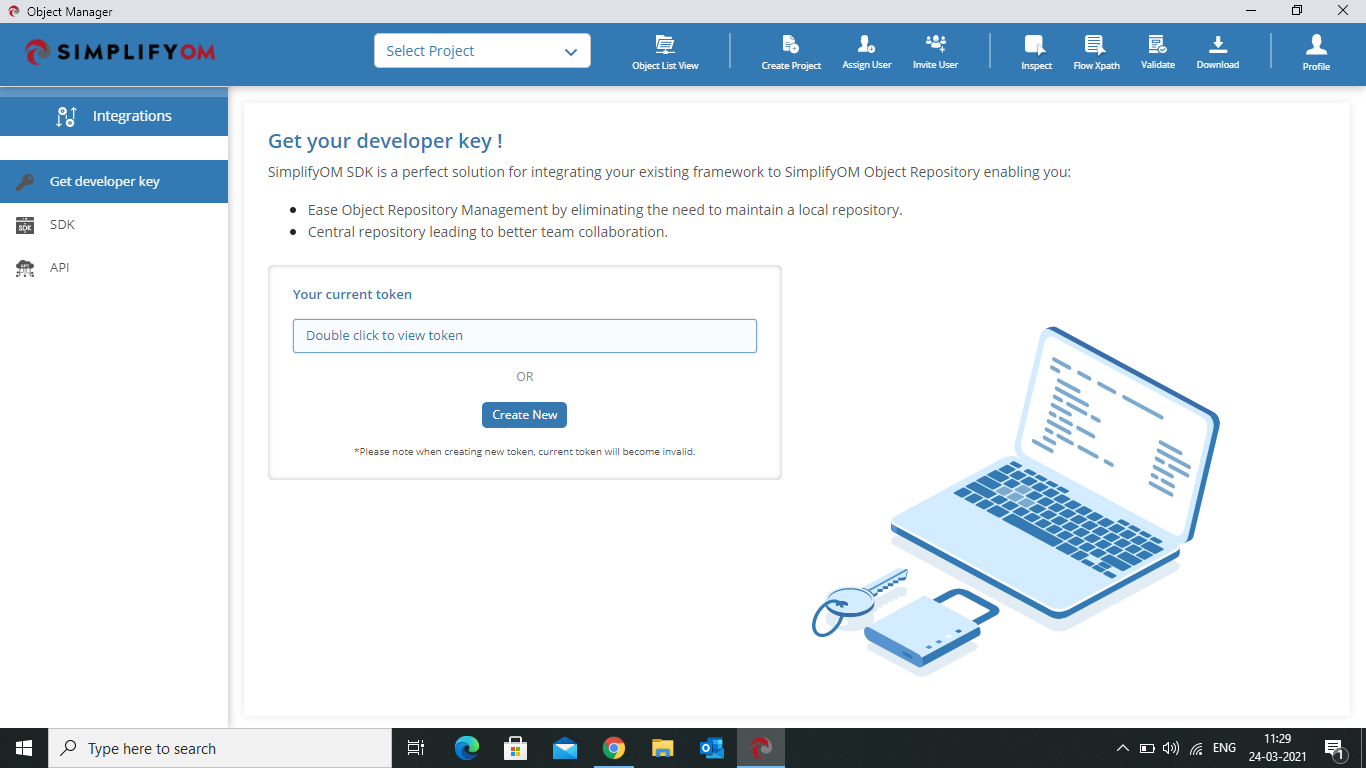 Object Manager
SIMPLIFYOM
Select Project
Object List View
Create Project
Assign User
Invite User
Inspect
Flow Xpath
Validate
Download
Profile
Integrations
Get developer key
SDK
SDK
API
Get your developer key !
SimplifyOM SDK is a perfect solution for integrating your existing framework to SimplifyOM Object Repository enabling you:
Ease Object Repository Management by eliminating the need to maintain a local repository.
Central repository leading to better team collaboration.
Your current token
Double click to view token
OR
Create New
*Please note when creating new token, current token will become invalid.
Type here to search
ENG
11:29
24-03-2021
1